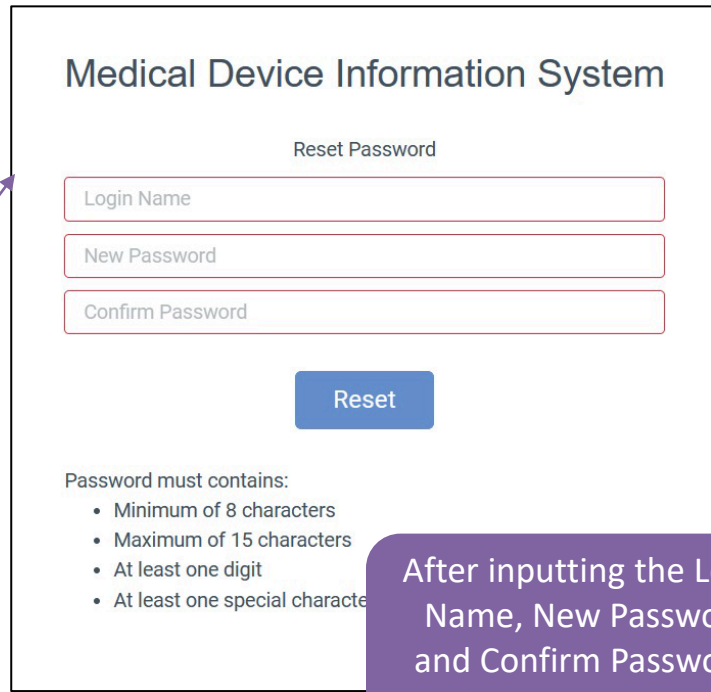 Medical Device Information System
Reset Password
Login Name
New Password
Confirm Password
Reset
Password must contains:
• Minimum of 8 characters
• Maximum of 15 characters
• At least one digit
• At least one special
After inputting the
Name, New
and Confirm